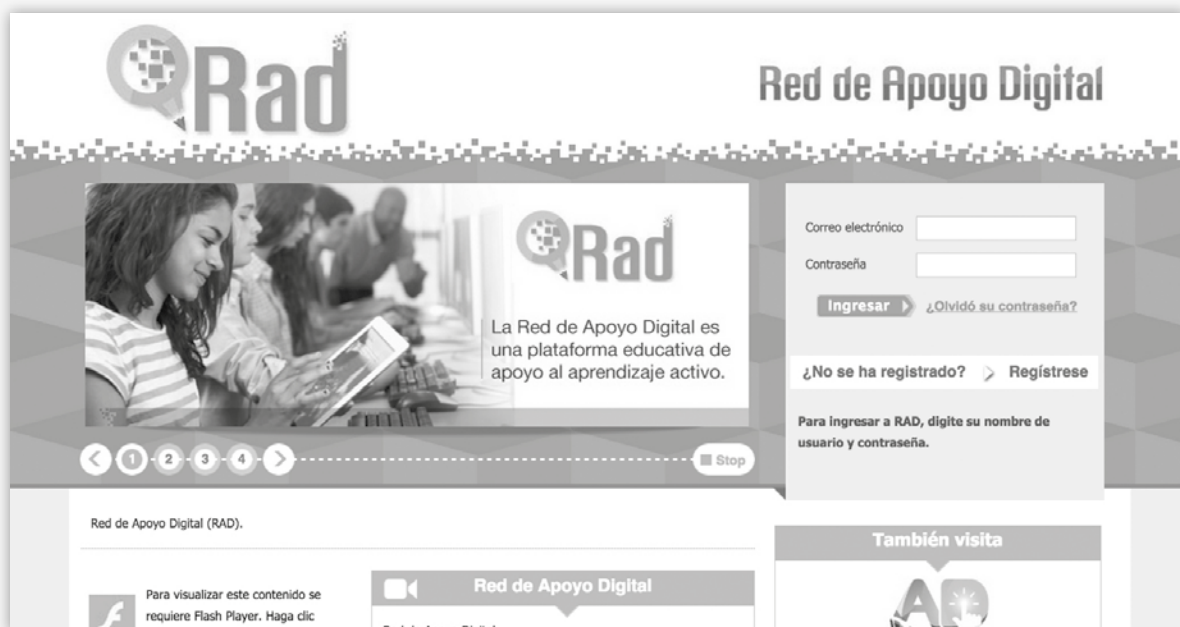 Rad
Red de Apoyo Digital
Rad
La Red de Apoyo Digital es
una plataforma educativa de
apoyo al aprendizaje activo.
1 2 3 4
Stop
Correo electrónico
Contraseña
Ingresar
¿Olvidó su contraseña?
¿No se ha registrado?
Regístrese
Para ingresar a RAD, digite su nombre de
usuario y contraseña.
Red de Apoyo Digital (RAD).
Para visualizar este contenido se
requiere Flash Player. Haga clic
Red de Apoyo Digital
También visita
AD